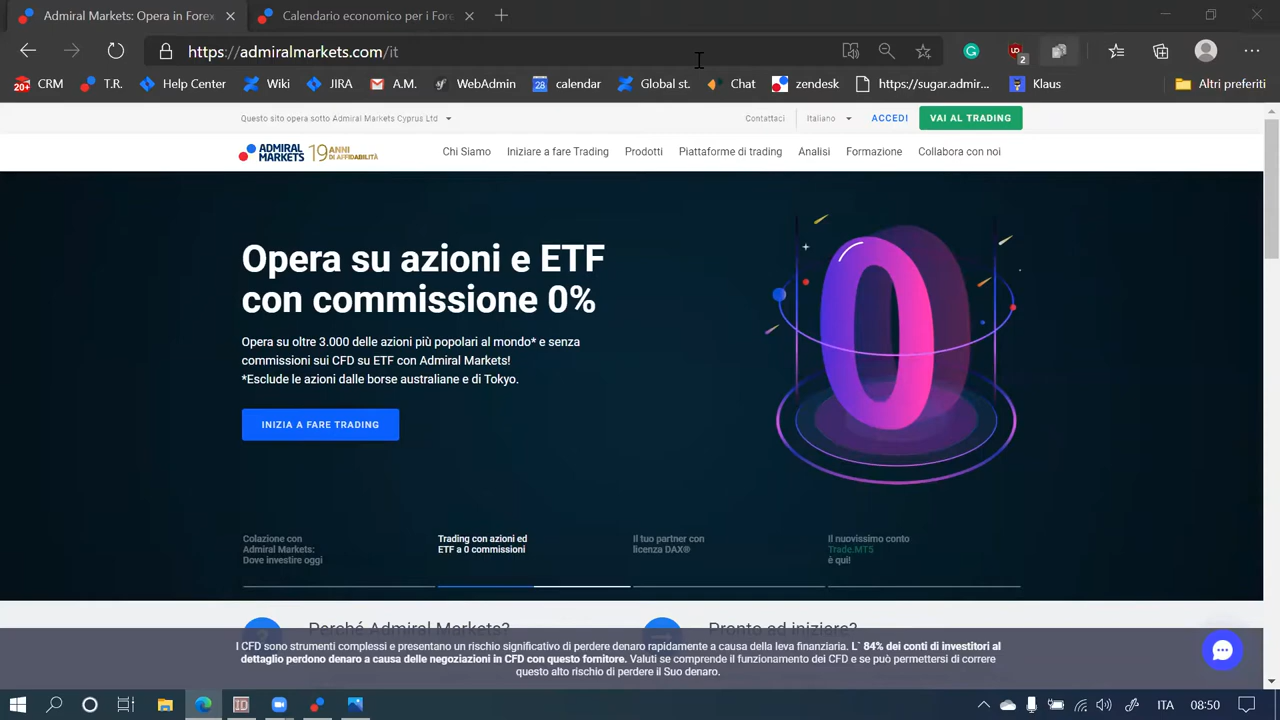 Admiral Markets: Opera in Forex
Calendario economico per i Fore
https://admiralmarkets.com/it
2
20+ CRM
T.R.
Help Center
Wiki
JIRA
A.M.
WebAdmin
28 calendar
Global st.
Chat
zendesk
https://sugar.admir...
Klaus
Altri preferiti
Questo sito opera sotto Admiral Markets Cyprus Ltd
Contattaci
Italiano
ACCEDI
VAI AL TRADING
ADMIRAL
MARKETS
19 ANNI
DI AFFIDABILITÀ
Chi Siamo
Iniziare a fare Trading
Prodotti
Piattaforme di trading
Analisi
Formazione
Collabora con noi
Opera su azioni e ETF
con commissione 0%
Opera su oltre 3.000 delle azioni più popolari al mondo* e senza
commissioni sui CFD su ETF con Admiral Markets!
*Esclude le azioni dalle borse australiane e di Tokyo.
INIZIA A FARE TRADING
0
Colazione con
Admiral Markets:
Dove investire oggi
Trading con azioni ed
ETF a 0 commissioni
Il tuo partner con
licenza DAX®
Il nuovissimo conto
Trade.MT5
è qui!
Perché Admiral Markets?
Pronto ad iniziare?
I CFD sono strumenti complessi e presentano un rischio significativo di perdere denaro rapidamente a causa della leva finanziaria. L` 84% dei conti di investitori al
dettaglio perdono denaro a causa delle negoziazioni in CFD con questo fornitore. Valuti se comprende il funzionamento dei CFD e se può permettersi di correre
questo alto rischio di perdere il Suo denaro.
ITA
08:50